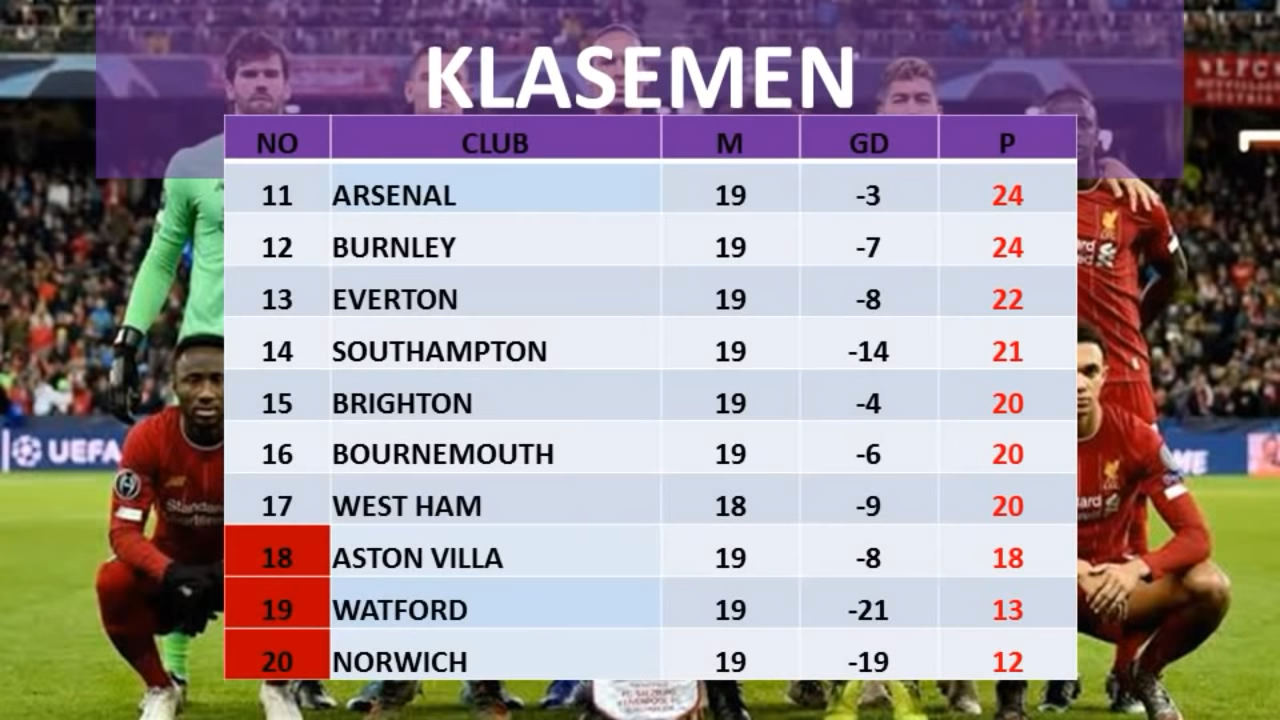 KLASEMEN
NO CLUB M GD P
11 ARSENAL 19 -3 24
12 BURNLEY 19 -7 24
13 EVERTON 19 -8 22
14 SOUTHAMPTON 19 -14 21
15 BRIGHTON 19 -4 20
16 BOURNEMOUTH 19 -6 20
17 WEST HAM 18 -9 20
18 ASTON VILLA 19 -8 18
19 WATFORD 19 -21 13
20 NORWICH 19 -19 12
LFC
UEFA